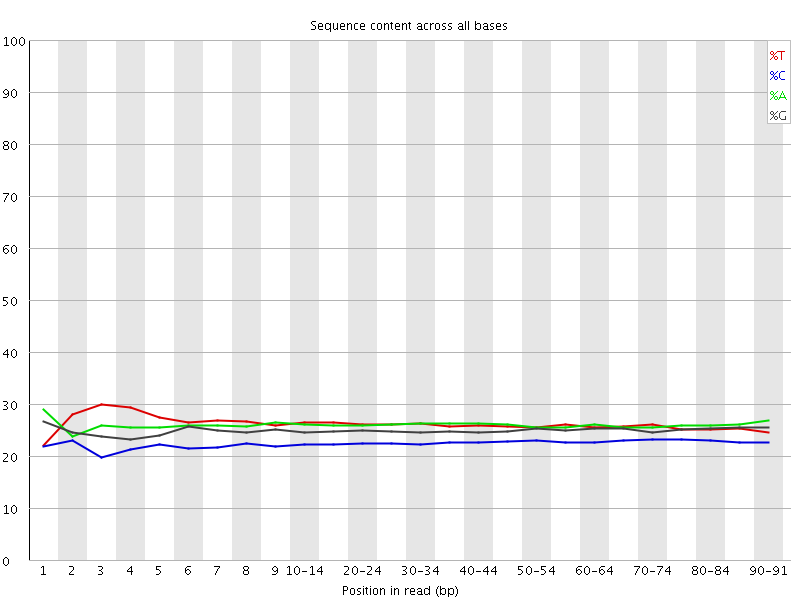 Sequence content across all bases
100
90
80
70
60
50
40
30
20
10
0
%T
%C
%A
%G
1 2 3 4 5 6 7 8 9 10-14 20-24 30-34 40-44 50-54 60-64 70-74 80-84 90-91
Position in read (bp)